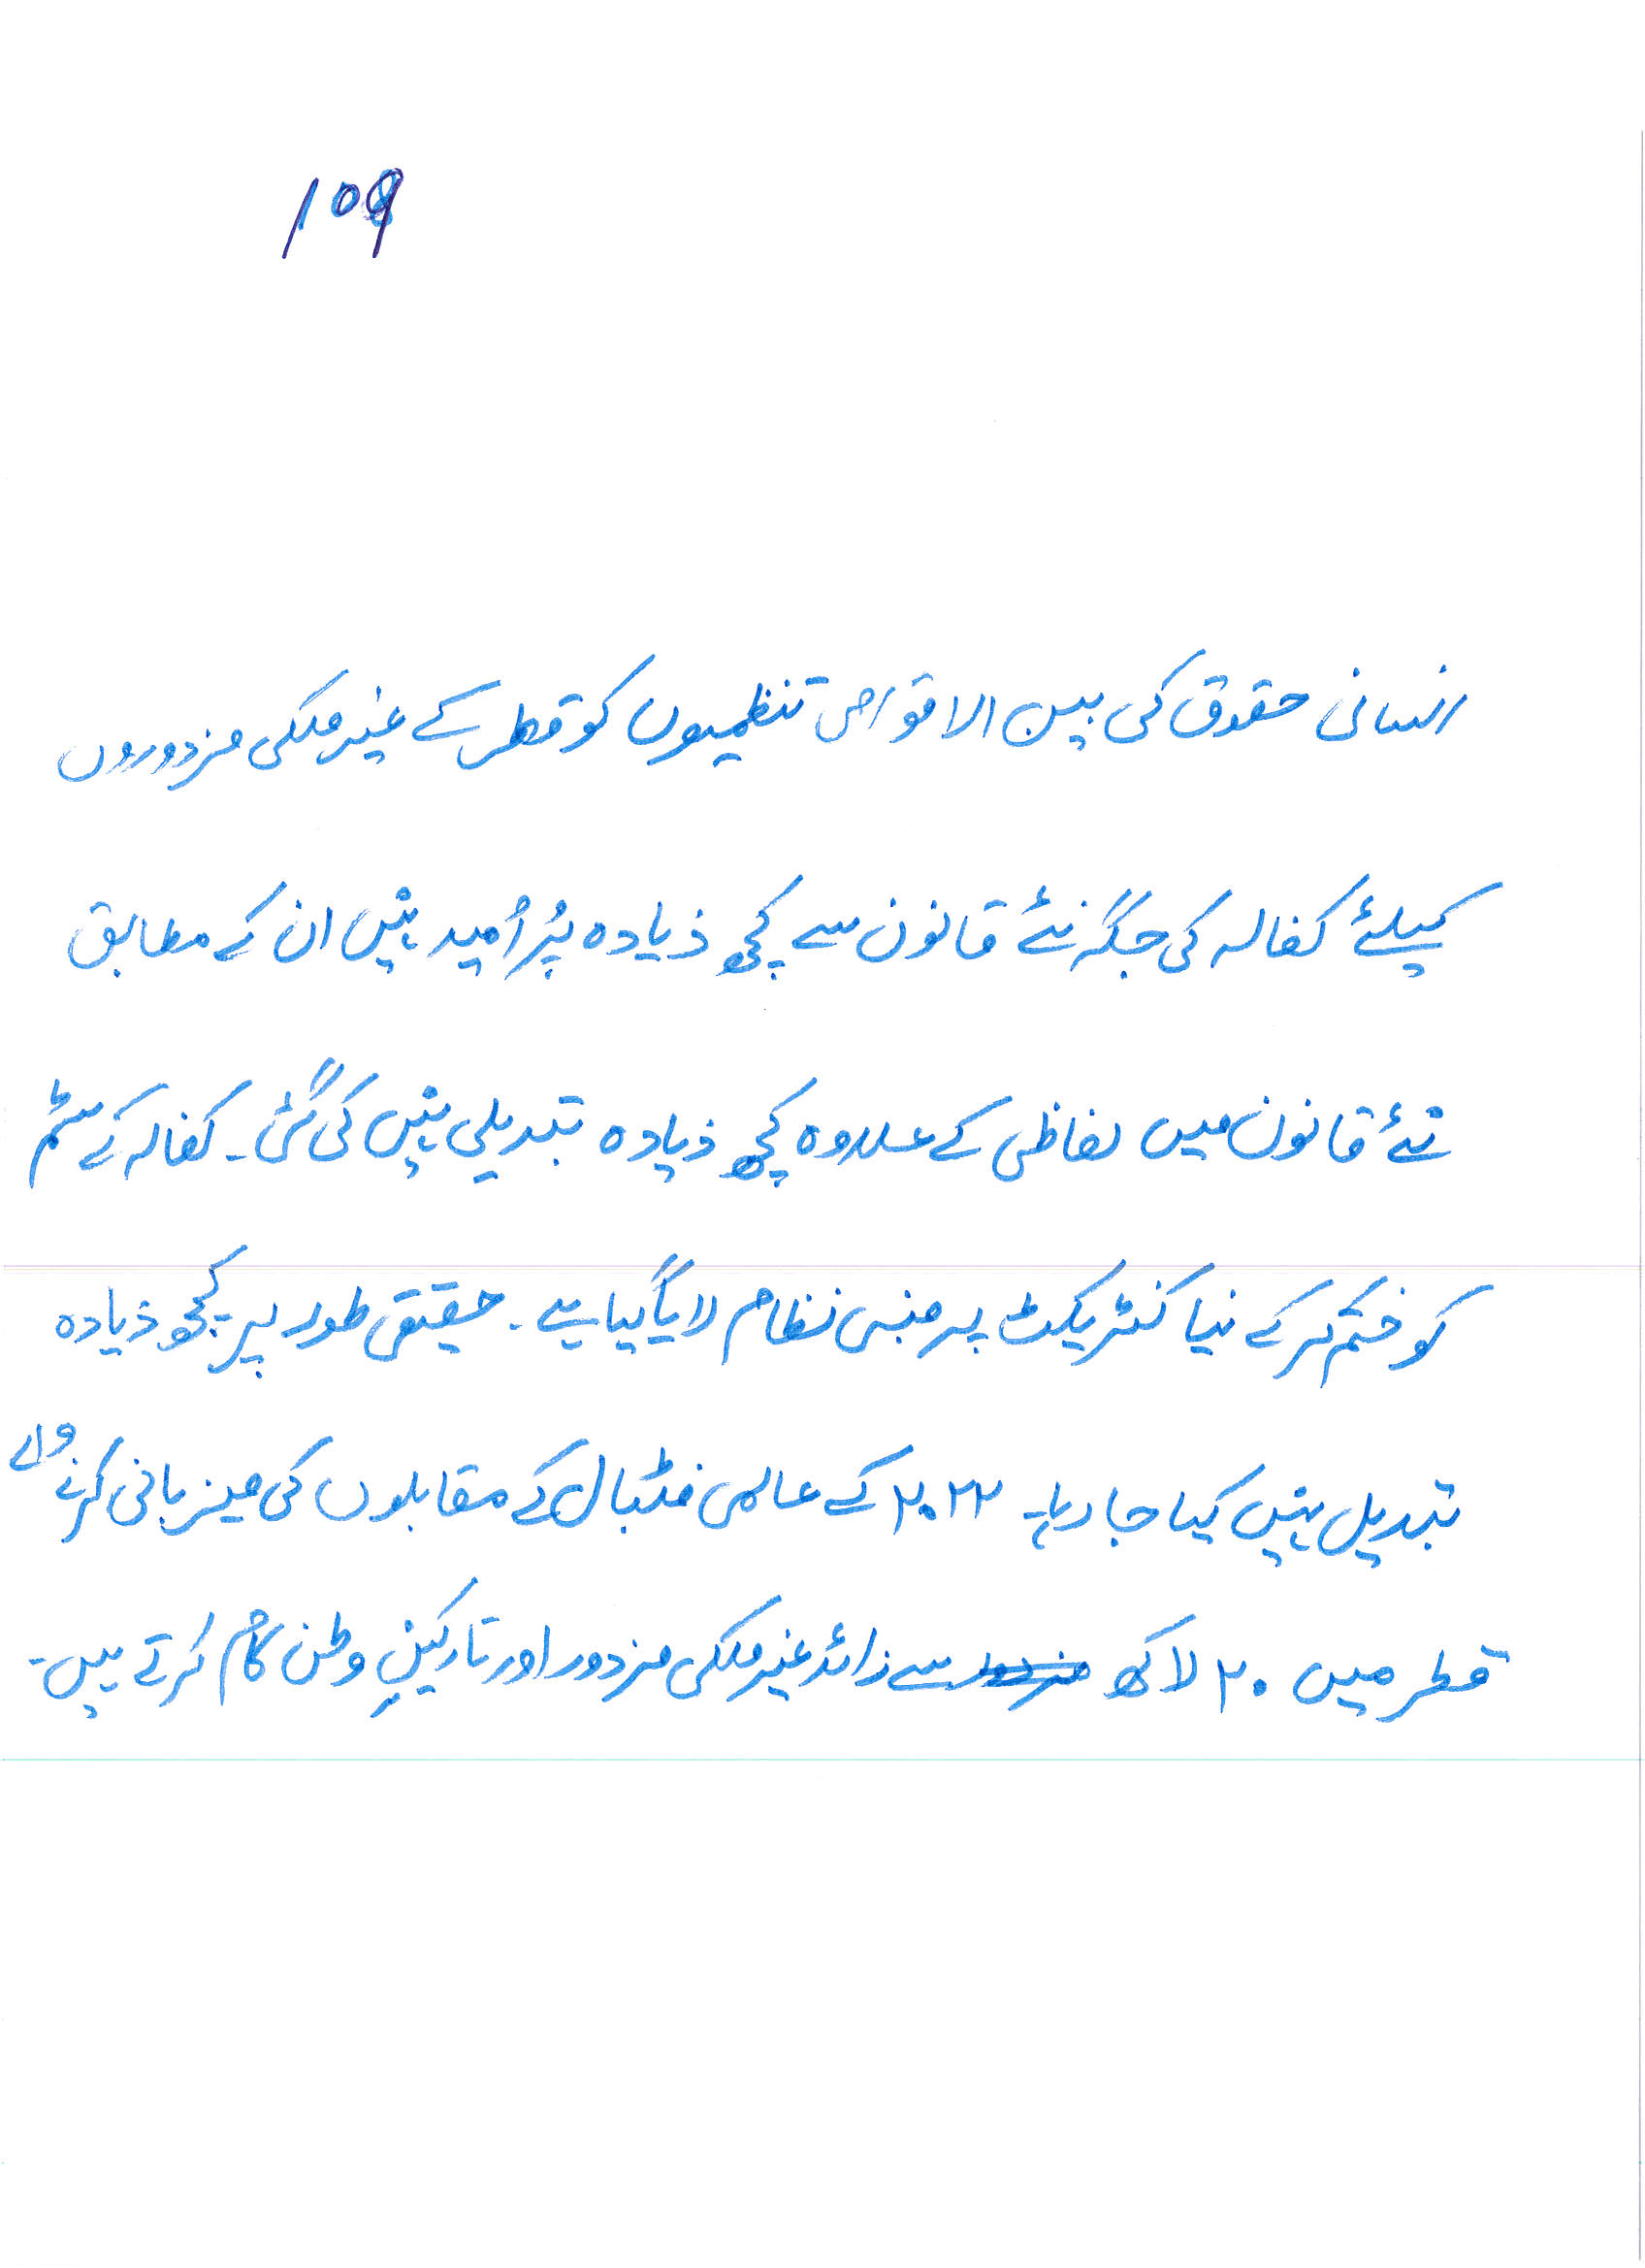 109
انسانی حقوق کی بین الاقوامی تنظیموں کو قطر کے غیر ملکی مزدوروں
کیلئے کفالہ کی جگہ نئے قانون سے کچھ ذیادہ پُر اُمید نہیں ان کے مطابق
نئے قانون میں لفاظی کے علاوہ کچھ ذیادہ تبدیلی نہیں کی گئی۔ کفالہ کے سسٹم
کو ختم کر کے نیا کنٹریکٹ پر مبنی نظام لایا گیا ہے۔ حقیقی طور پر کچھ ذیادہ
تبدیل نہیں کیا جا رہا۔ ۲۰۲۲ کے عالمی فٹبال کے مقابلوں کی میزبانی کرنے والے
قطر میں ۲۰ لاکھ سے زائد غیر ملکی مزدور اور تارکینِ وطن کام کرتے ہیں۔